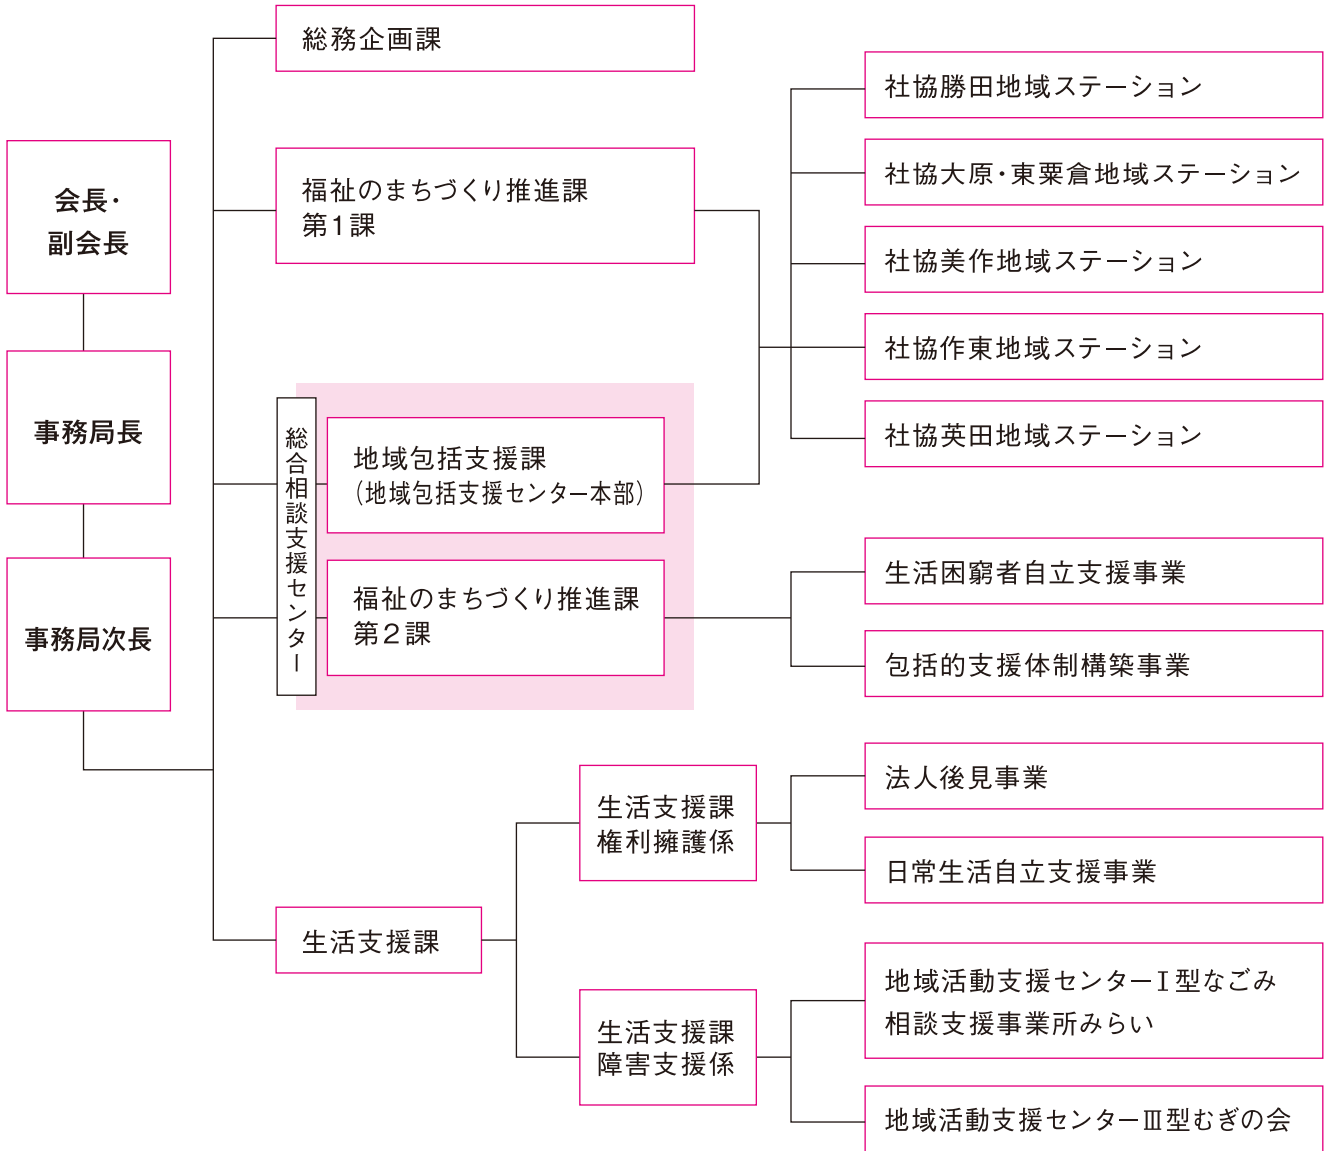 会長・
副会長
事務局長
事務局次長
総務企画課
福祉のまちづくり推進課
第1課
総合相談支援センター
地域包括支援課
（地域包括支援センター本部）
福祉のまちづくり推進課
第2課
生活支援課
生活支援課
権利擁護係
生活支援課
障害支援係
社協勝田地域ステーション
社協大原・東粟倉地域ステーション
社協美作地域ステーション
社協作東地域ステーション
社協英田地域ステーション
生活困窮者自立支援事業
包括的支援体制構築事業
法人後見事業
日常生活自立支援事業
地域活動支援センターⅠ型なごみ
相談支援事業所みらい
地域活動支援センターⅢ型むぎの会